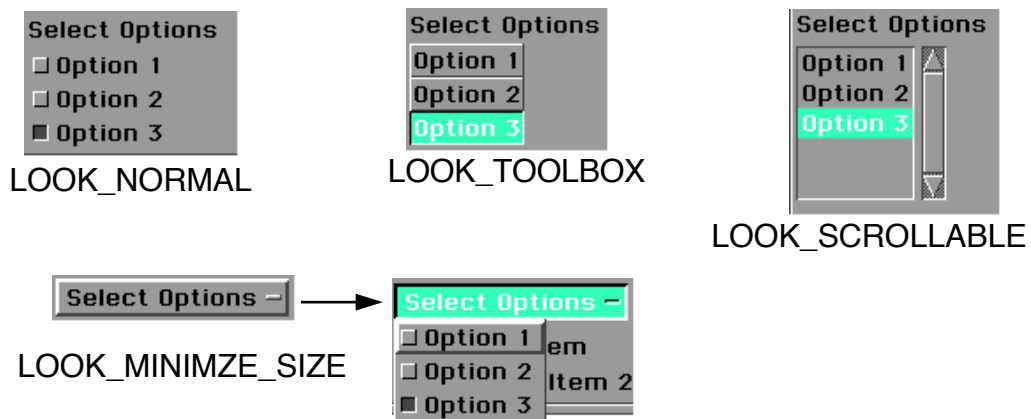 Select Options
Option 1
Option 2
Option 3
LOOK_NORMAL
Select Options
Option 1
Option 2
Option 3
LOOK_TOOLBOX
Select Options
Option 1
Option 2
Option 3
LOOK_SCROLLABLE
Select Options
LOOK_MINIMZE_SIZE
Select Options
Option 1 em
Option 2 Item 2
Option 3